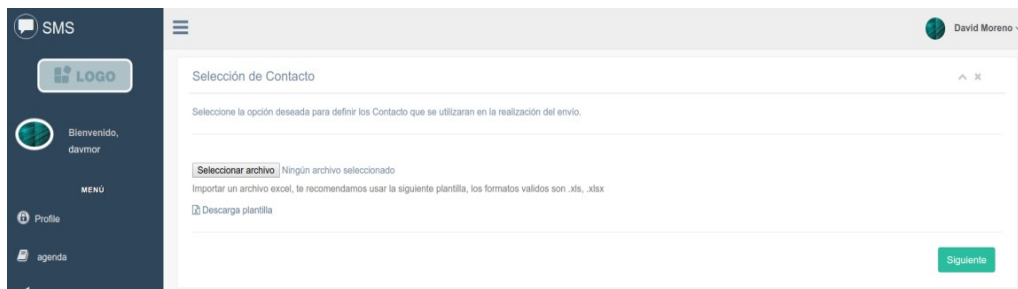 SMS
David Moreno
LOGO
Selección de Contacto
Seleccione la opción deseada para definir los Contacto que se utilizaran en la realización del envío.
Bienvenido,
davmor
Seleccionar archivo Ningún archivo seleccionado
Importar un archivo excel, te recomendamos usar la siguiente plantilla, los formatos validos son .xls, .xlsx
Descarga plantilla
MENÚ
Profile
agenda
Siguiente